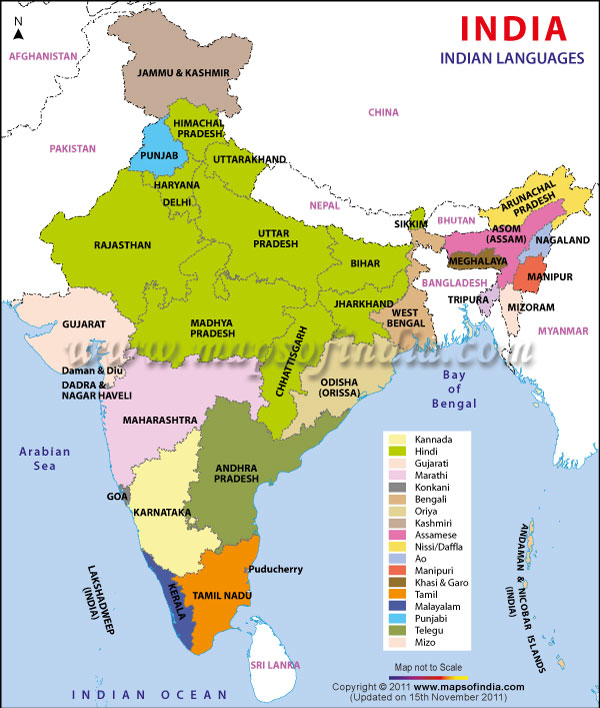 INDIA
INDIAN LANGUAGES
N
AFGHANISTAN
JAMMU & KASHMIR
CHINA
HIMACHAL
PRADESH
PAKISTAN
PUNJAB
UTTARAKHAND
HARYANA
DELHI
NEPAL
ARUNACHAL
PRADESH
SIKKIM
BHUTAN
ASOM
(ASSAM)
NAGALAND
RAJASTHAN
UTTAR
PRADESH
BIHAR
MEGHALAYA
MANIPUR
BANGLADESH
TRIPURA
MIZORAM
JHARKHAND
WEST
BENGAL
GUJARAT
MADHYA
PRADESH
CHHATTISGARH
MYANMAR
www.mapsofindia.com
Daman & Diu
DADRA &
NAGAR HAVELI
ODISHA
(ORISSA)
Bay
of
Bengal
MAHARASHTRA
Arabian
Sea
ANDHRA
PRADESH
GOA
KARNATAKA
Puducherry
LAKSHADWEEP
(INDIA)
KERALA
TAMIL NADU
SRI LANKA
ANDAMAN & NICOBAR ISLANDS
(INDIA)
INDIAN OCEAN
Kannada
Hindi
Gujarati
Marathi
Konkani
Bengali
Oriya
Kashmiri
Assamese
Nissi/Daffla
Ao
Manipuri
Khasi & Garo
Tamil
Malayalam
Punjabi
Telegu
Mizo
Map not to Scale
Copyright © 2011 www.mapsofindia.com
(Updated on 15th November 2011)